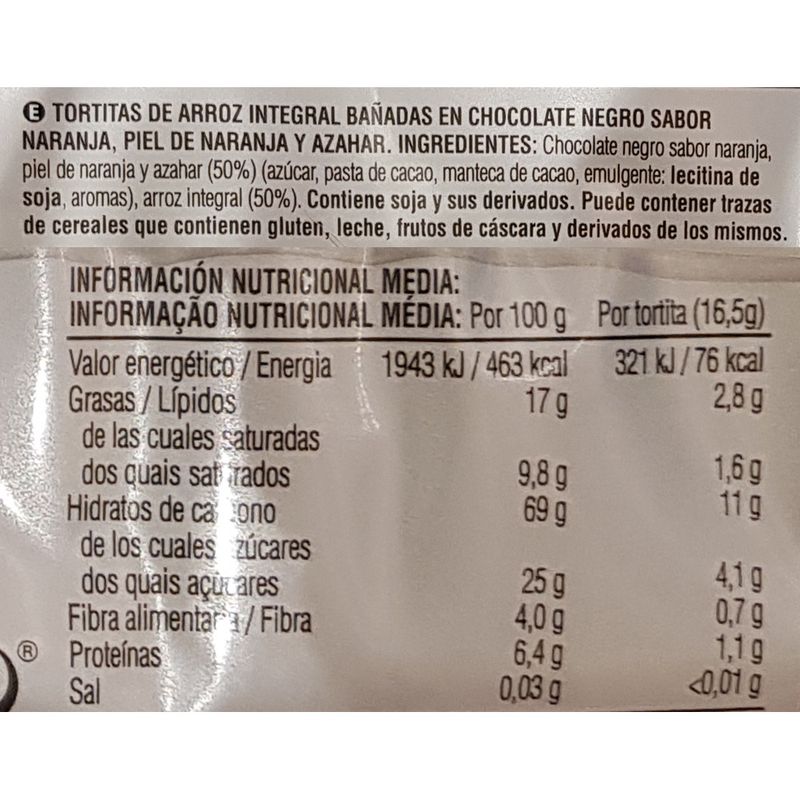 E TORTITAS DE ARROZ INTEGRAL BAÑADAS EN CHOCOLATE NEGRO SABOR
NARANJA, PIEL DE NARANJA Y AZAHAR. INGREDIENTES: Chocolate negro sabor naranja,
piel de naranja y azahar (50%) (azúcar, pasta de cacao, manteca de cacao, emulgente: lecitina de
soja, aromas), arroz integral (50%). Contiene soja y sus derivados. Puede contener trazas
de cereales que contienen gluten, leche, frutos de cáscara y derivados de los mismos.
INFORMACIÓN NUTRICIONAL MEDIA:
INFORMAÇÃO NUTRICIONAL MÉDIA: Por 100 g Por tortita (16,5g)
Valor energético / Energia 1943 kJ / 463 kcal 321 kJ / 76 kcal
Grasas / Lípidos 17 g 2,8 g
de las cuales saturadas
dos quais saturados 9,8 g 1,6 g
Hidratos de carbono 69 g 11 g
de los cuales azúcares
dos quais açúcares 25 g 4,1 g
Fibra alimentaria / Fibra 4,0 g 0,7 g
® Proteínas 6,4 g 1,1 g
Sal 0,03 g <0,01 g